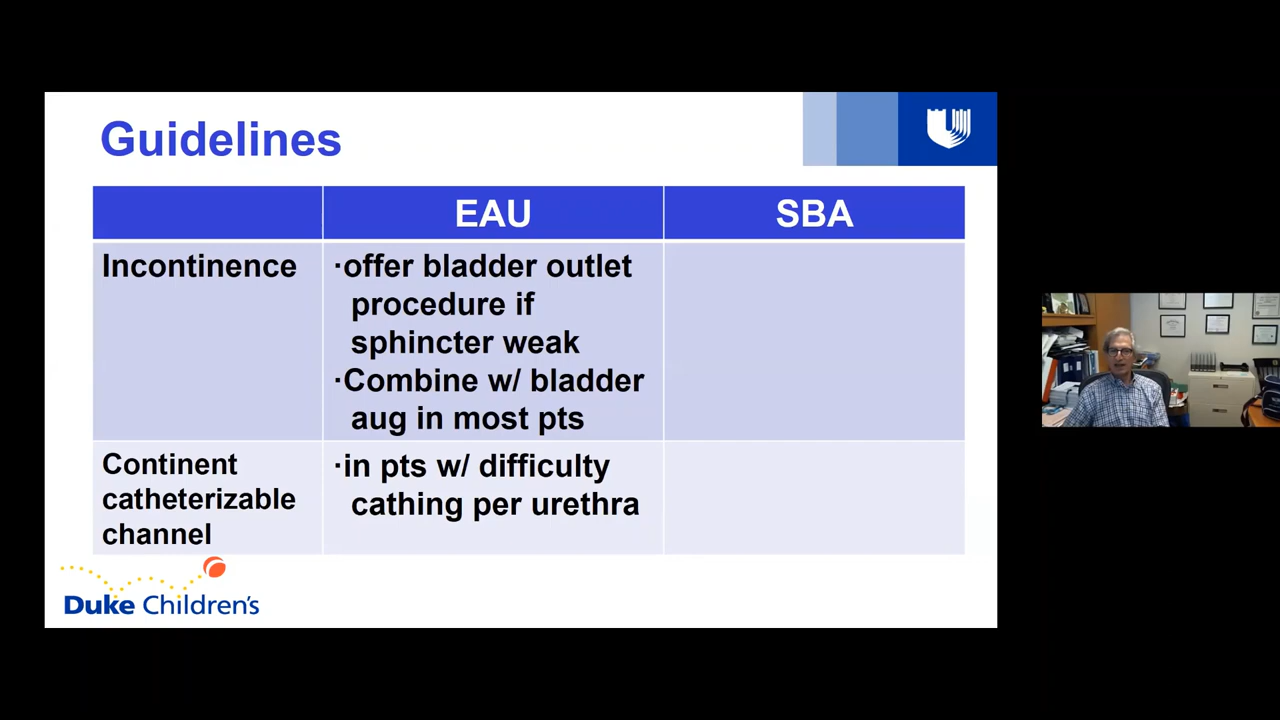 Guidelines
EAU
SBA
Incontinence
·offer bladder outlet
procedure if
sphincter weak
·Combine w/ bladder
aug in most pts
Continent
catheterizable
channel
·in pts w/ difficulty
cathing per urethra
Duke Children's